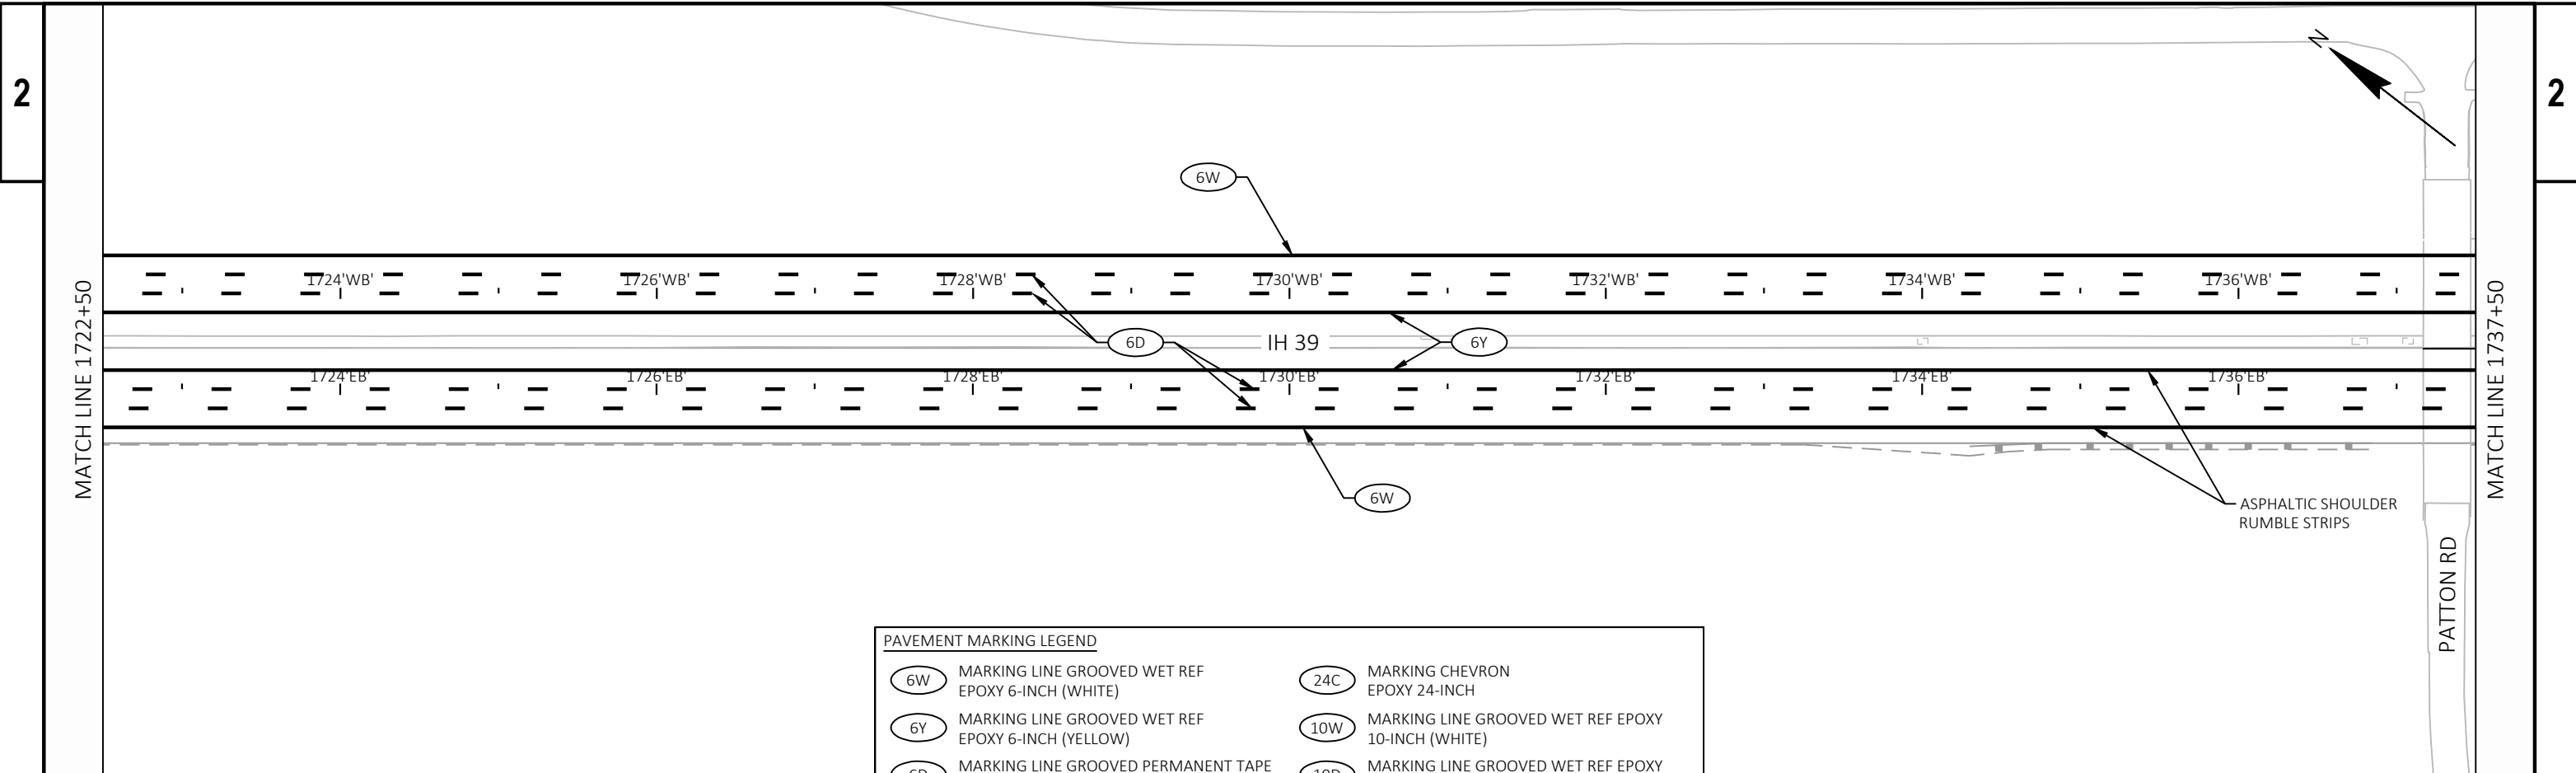 2
2
N
6W
1724'WB'
1726'WB'
1728'WB'
1730'WB'
1732'WB'
1734'WB'
1736'WB'
MATCH LINE 1722+50
MATCH LINE 1737+50
6D
IH 39
6Y
1724'EB'
1726'EB'
1728'EB'
1730'EB'
1732'EB'
1734'EB'
1736'EB'
6W
ASPHALTIC SHOULDER
RUMBLE STRIPS
PATTON RD
PAVEMENT MARKING LEGEND
6W
MARKING LINE GROOVED WET REF
EPOXY 6-INCH (WHITE)
6Y
MARKING LINE GROOVED WET REF
EPOXY 6-INCH (YELLOW)
6D
MARKING LINE GROOVED PERMANENT TAPE
24C
MARKING CHEVRON
EPOXY 24-INCH
10W
MARKING LINE GROOVED WET REF EPOXY
10-INCH (WHITE)
MARKING LINE GROOVED WET REF EPOXY